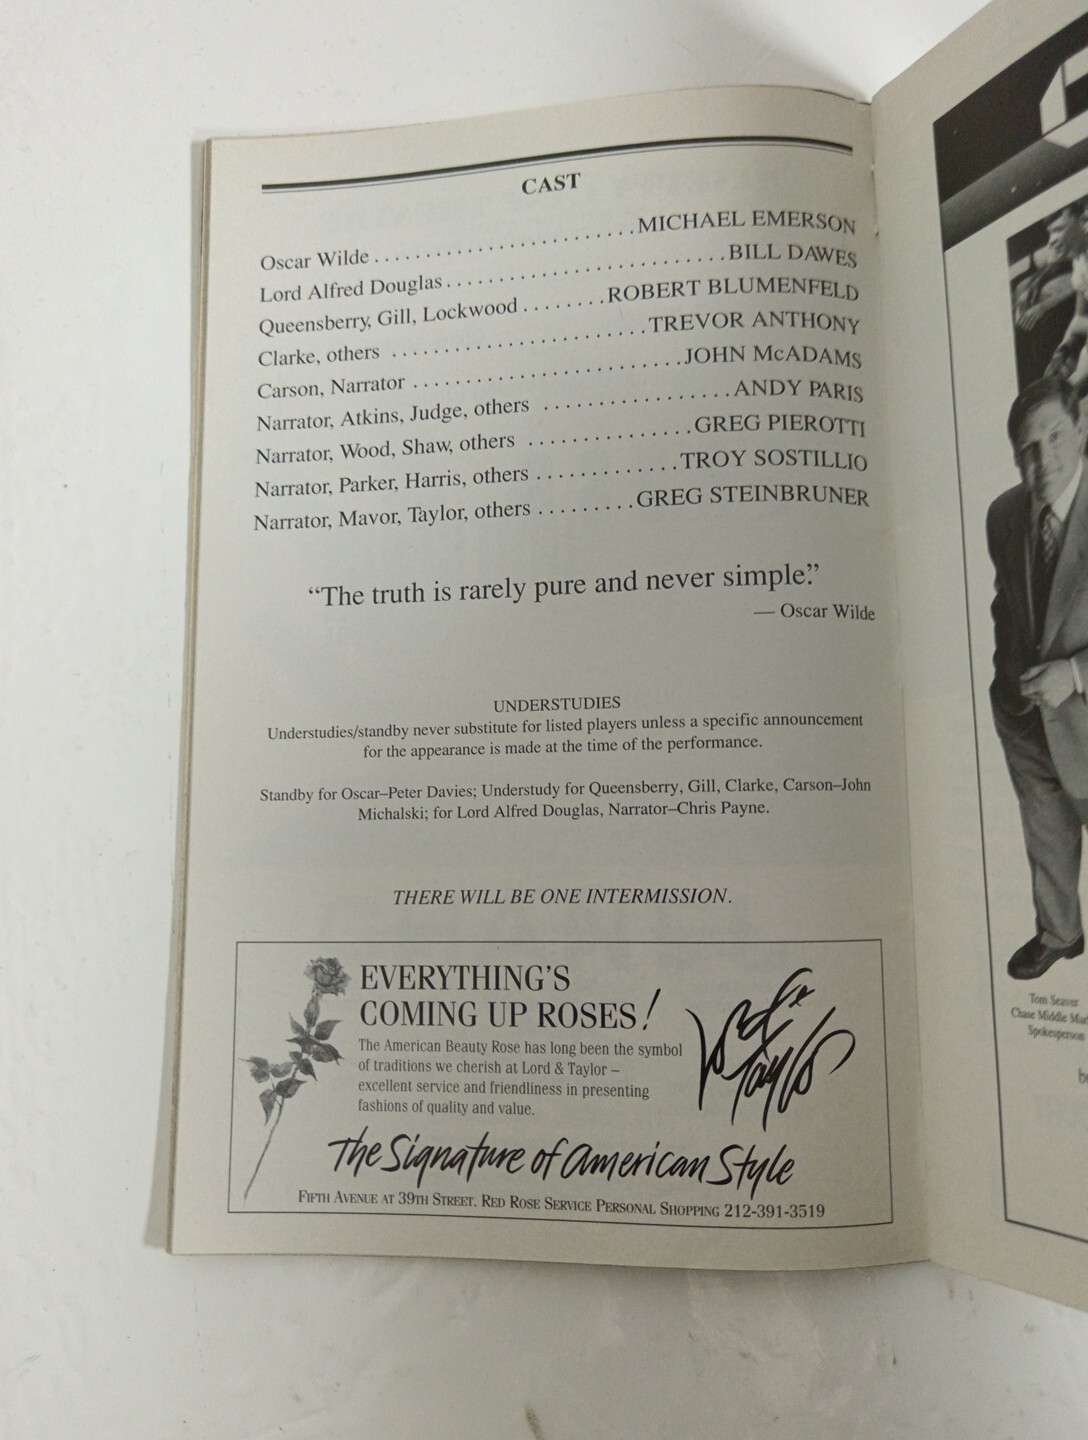 CAST
Oscar Wilde . . . . . . . . . . . . . . . . . . . . . . . . . MICHAEL EMERSON
Lord Alfred Douglas . . . . . . . . . . . . . . . . . . . . . . . . . . . BILL DAWES
Queensberry, Gill, Lockwood . . . . . . . . ROBERT BLUMENFELD
Clarke, others . . . . . . . . . . . . . . . . . . . . . . . . . TREVOR ANTHONY
Carson, Narrator . . . . . . . . . . . . . . . . . . . . . . . . . . JOHN McADAMS
Narrator, Atkins, Judge, others . . . . . . . . . . . . . . . . . . ANDY PARIS
Narrator, Wood, Shaw, others . . . . . . . . . . . . . . . GREG PIEROTTI
Narrator, Parker, Harris, others . . . . . . . . . . . . . TROY SOSTILLIO
Narrator, Mavor, Taylor, others . . . . . . . . . GREG STEINBRUNER
“The truth is rarely pure and never simple.”
— Oscar Wilde
UNDERSTUDIES
Understudies/standby never substitute for listed players unless a specific announcement
for the appearance is made at the time of the performance.
Standby for Oscar–Peter Davies; Understudy for Queensberry, Gill, Clarke, Carson–John
Michalski; for Lord Alfred Douglas, Narrator–Chris Payne.
THERE WILL BE ONE INTERMISSION.
EVERYTHING'S
COMING UP ROSES!
The American Beauty Rose has long been the symbol
of traditions we cherish at Lord & Taylor –
excellent service and friendliness in presenting
fashions of quality and value.
Lord & Taylor
The Signature of American Style
FIFTH AVENUE AT 39TH STREET. RED ROSE SERVICE PERSONAL SHOPPING 212-391-3519
Tom Seaver
Chase Middle
Spokesperson